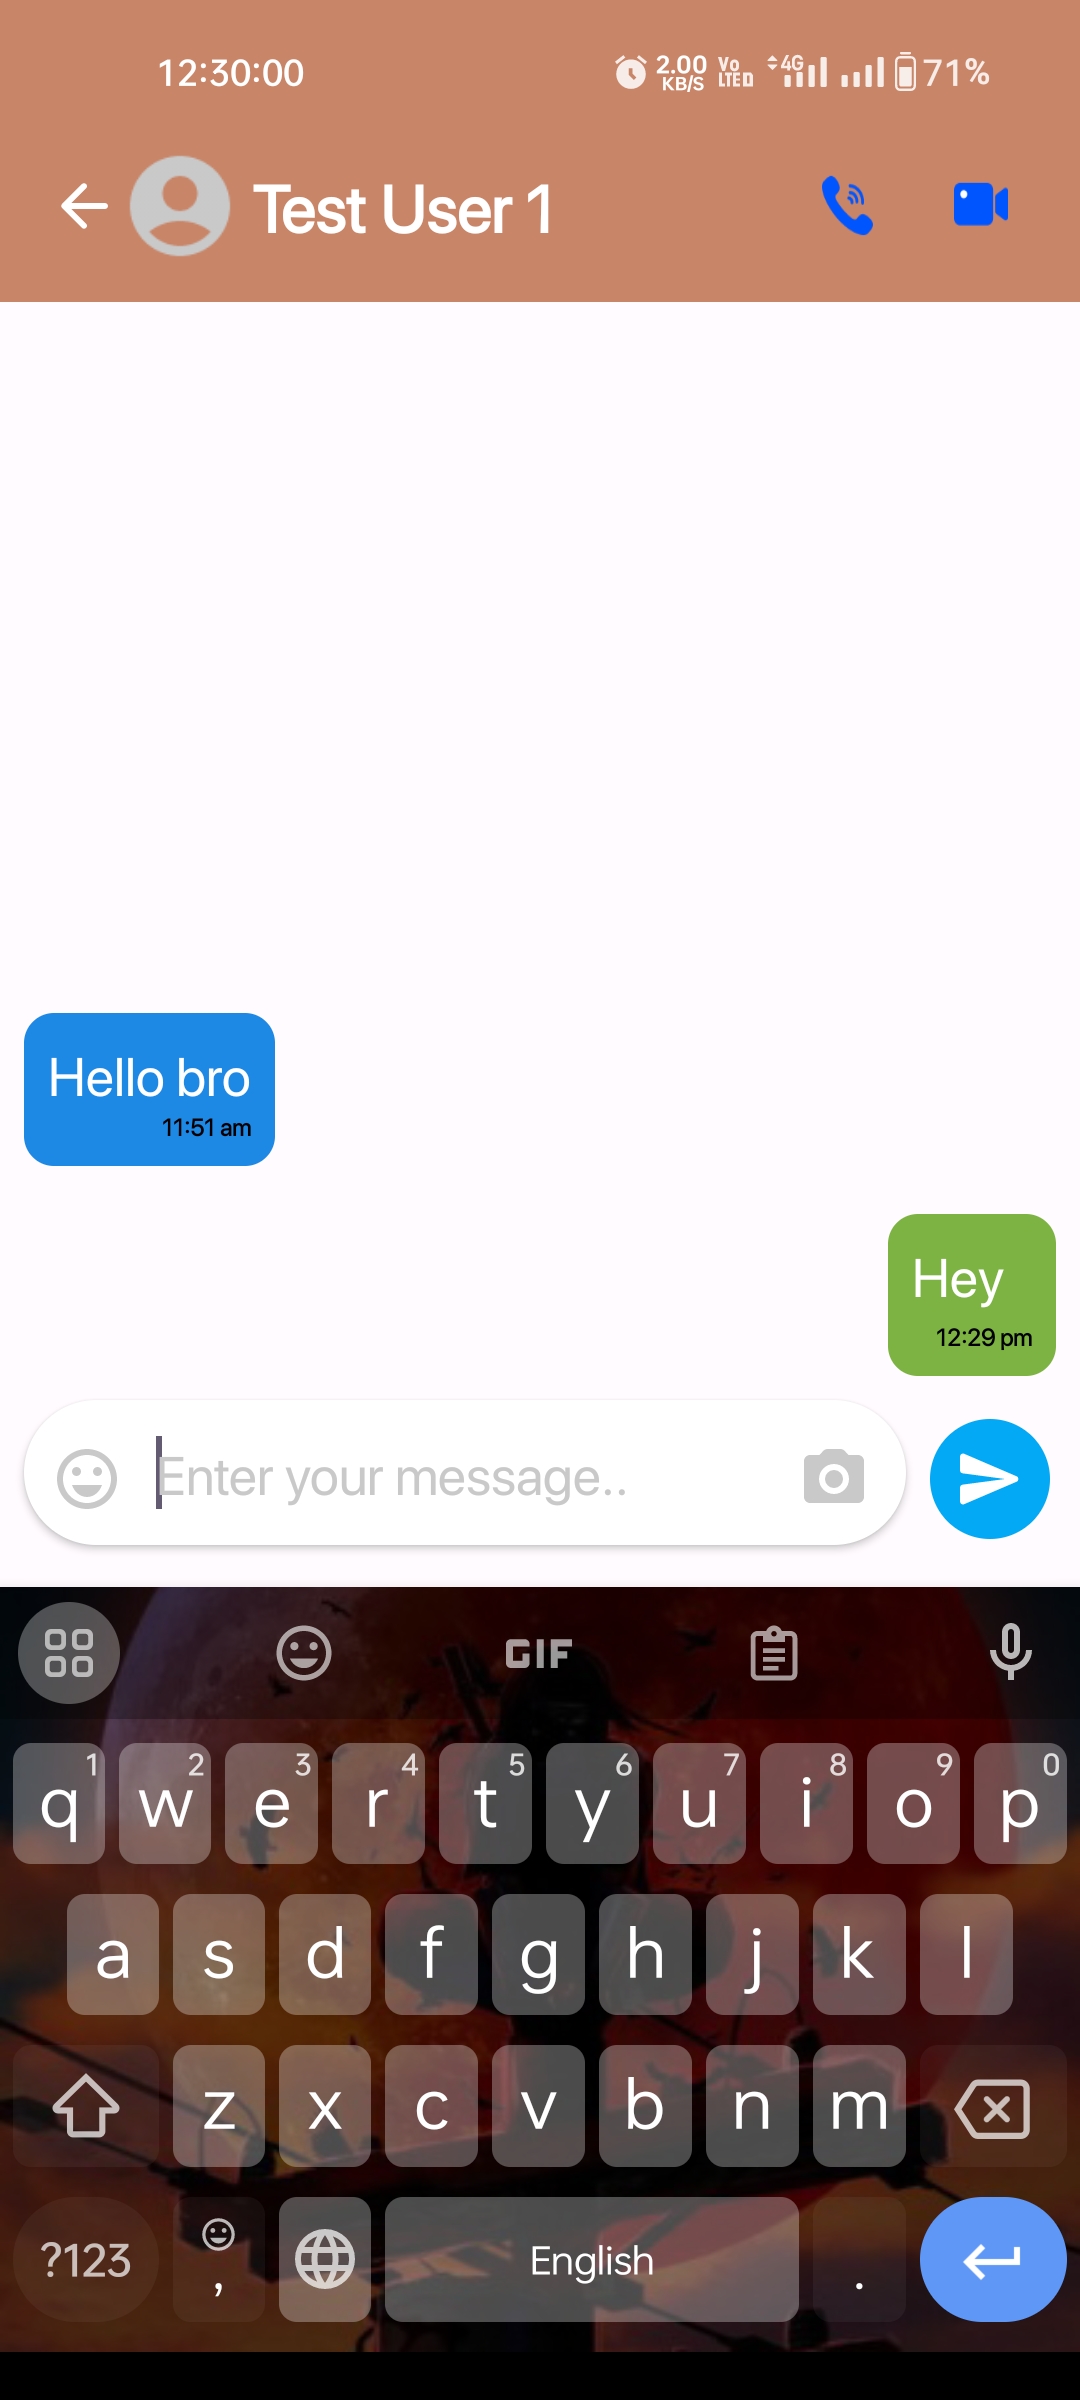 12:30:00 2.00 KB/S Vo LTE 4G 71%
Test User 1
Hello bro
11:51 am
Hey
12:29 pm
Enter your message..
GIF
1 2 3 4 5 6 7 8 9 0
q w e r t y u i o p
a s d f g h j k l
z x c v b n m
?123 , English .